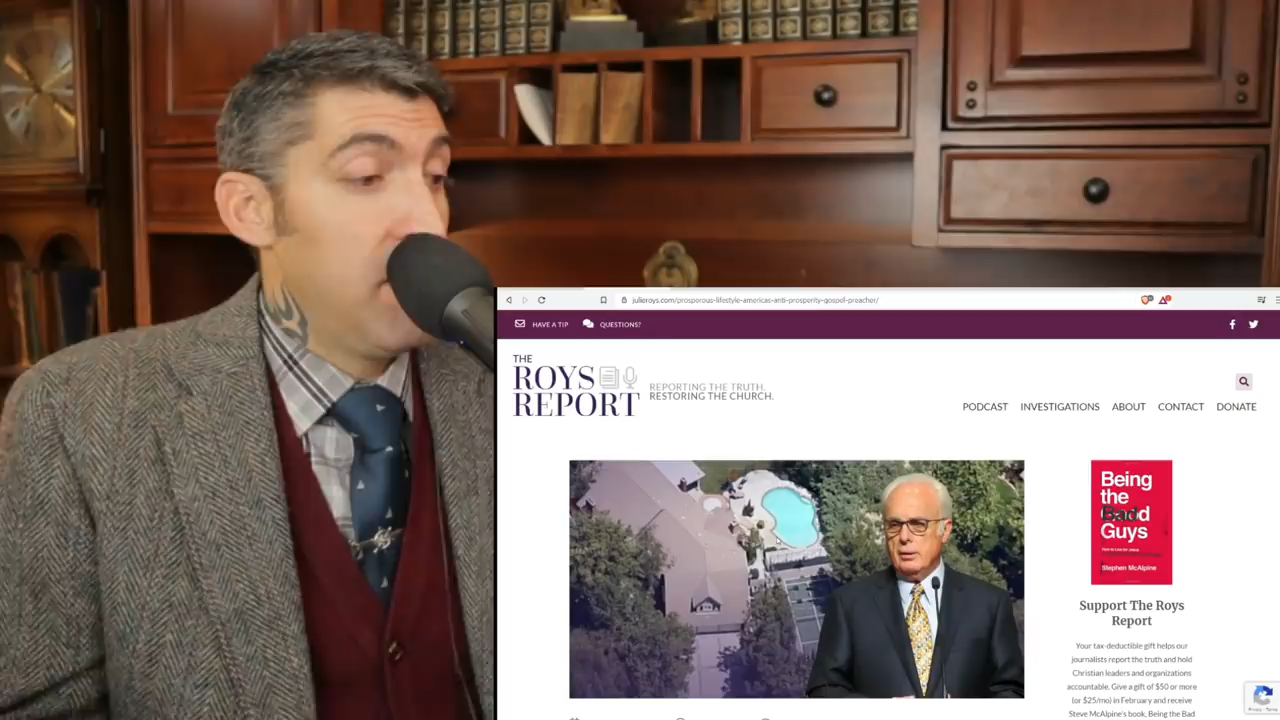 julieroys.com/prosperous-lifestyle-americas-anti-prosperity-gospel-preacher/
HAVE A TIP
QUESTIONS?
THE
ROYS
REPORT
REPORTING THE TRUTH.
RESTORING THE CHURCH.
PODCAST
INVESTIGATIONS
ABOUT
CONTACT
DONATE
Being
the
Bad
Guys
Stephen McAlpine
Support The Roys
Report
Your tax-deductible gift helps our
journalists report the truth and hold
Christian leaders and organizations
accountable. Give a gift of $50 or more
(or $25/mo) in February and receive
Steve McAlpine's book, Being the Bad